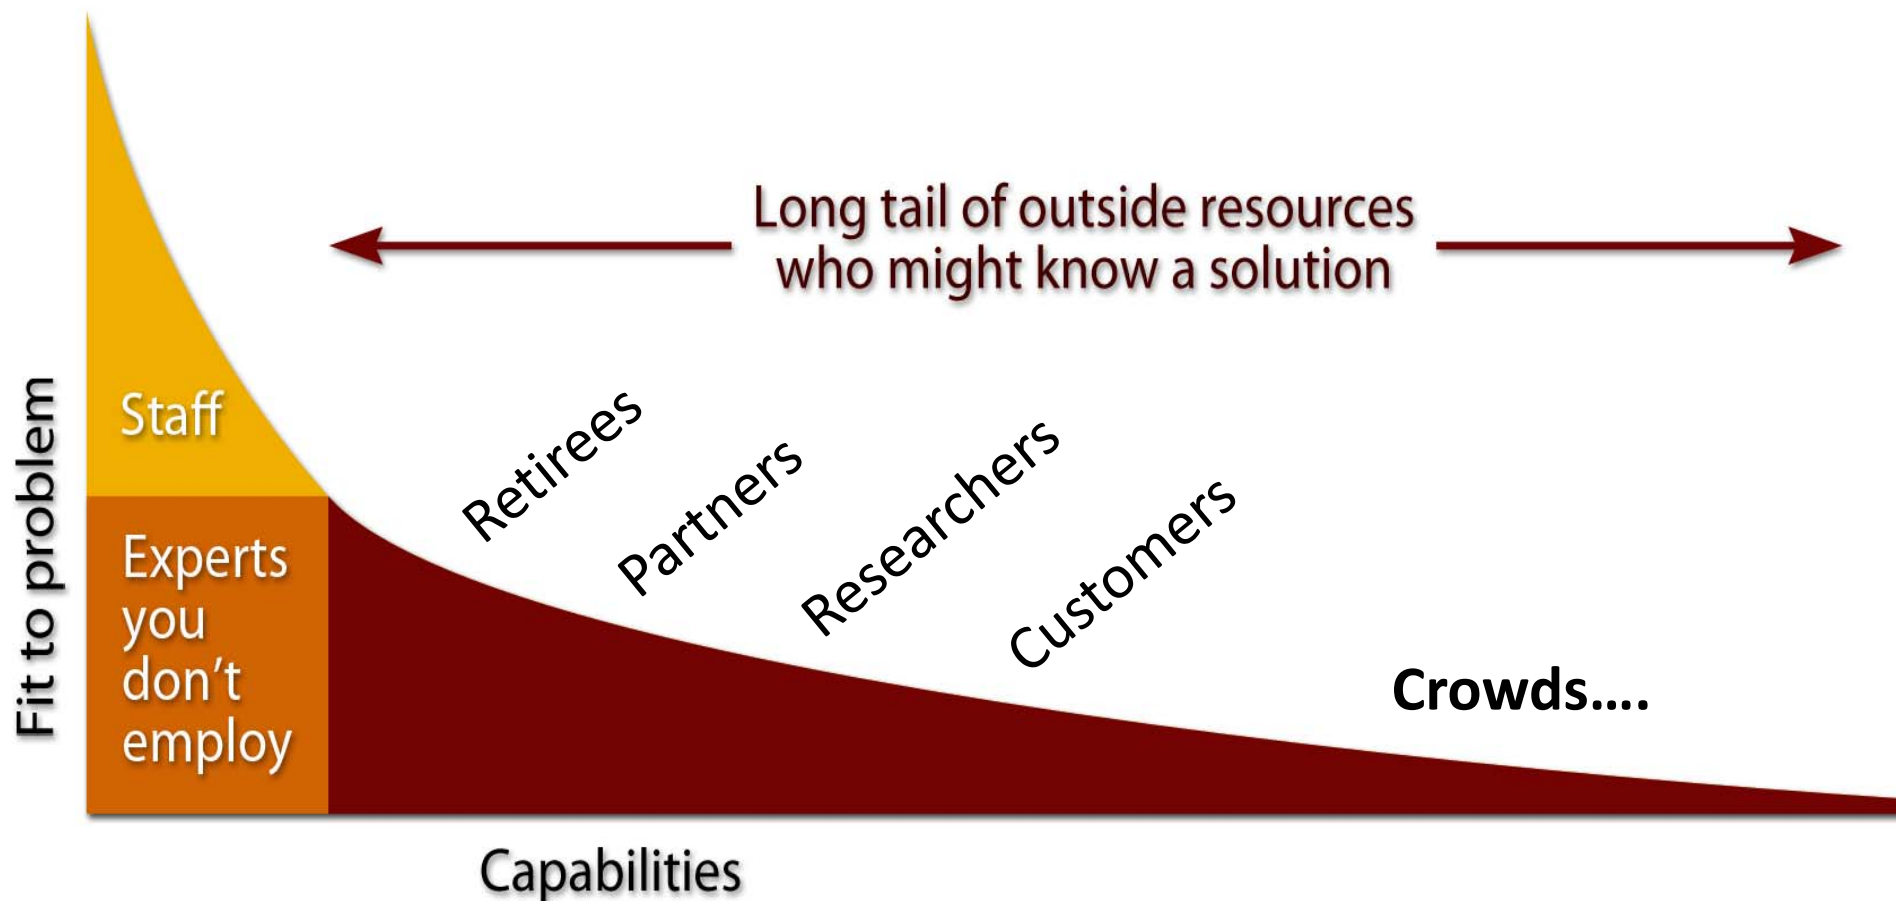 Long tail of outside resources
who might know a solution
Staff
Retirees
Partners
Researchers
Customers
Crowds....
Experts
you
don't
employ
Fit to problem
Capabilities